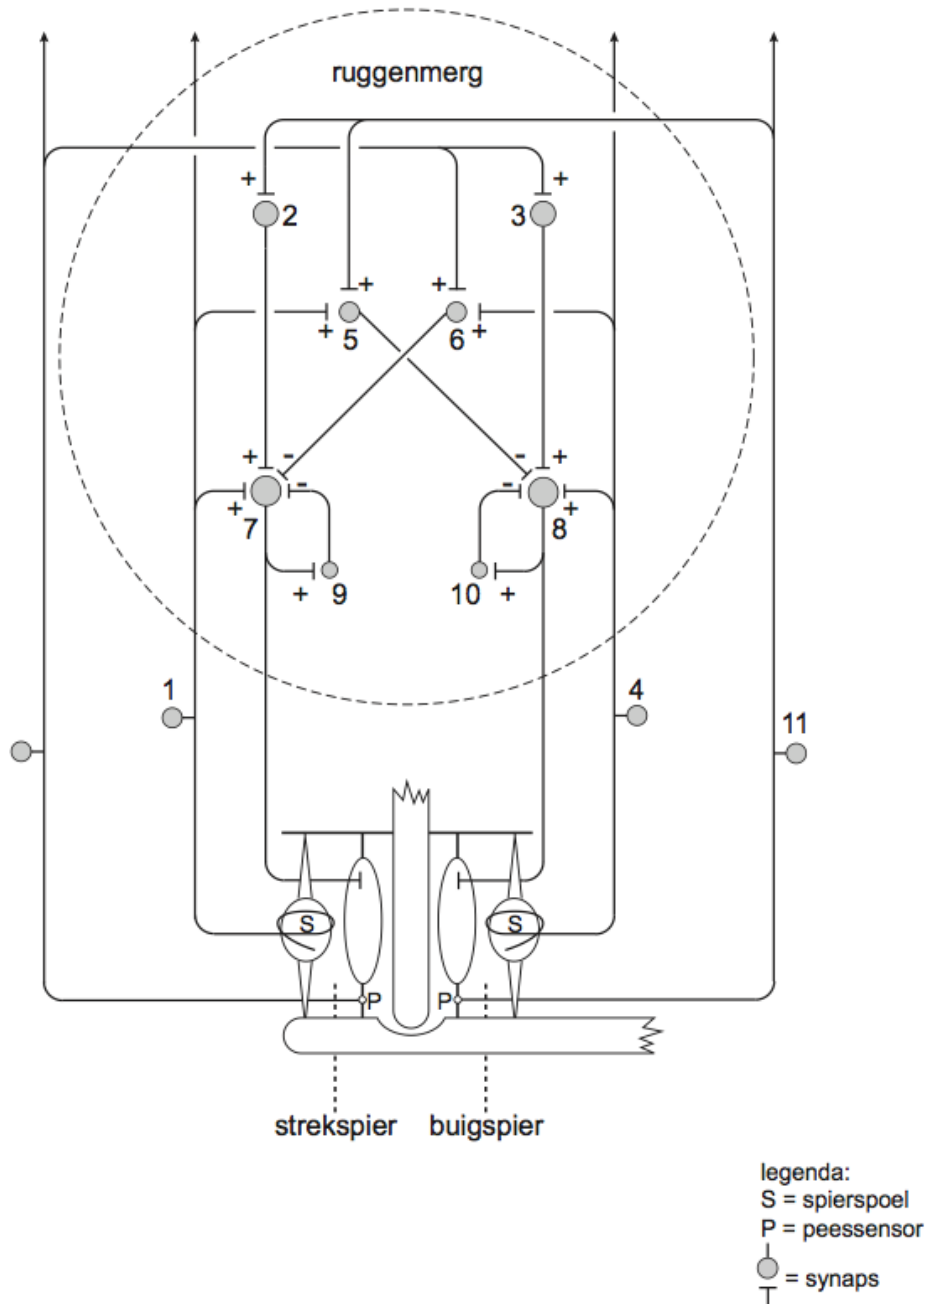 ruggenmerg
+ +
2 3
+ +
+ 5 6 +
+ - - +
- -
+ 7 8 +
+ 9 10 +
1 4
11
S S
P P
strekspier buigspier
legenda:
S = spierspoel
P = peessensor
= synaps